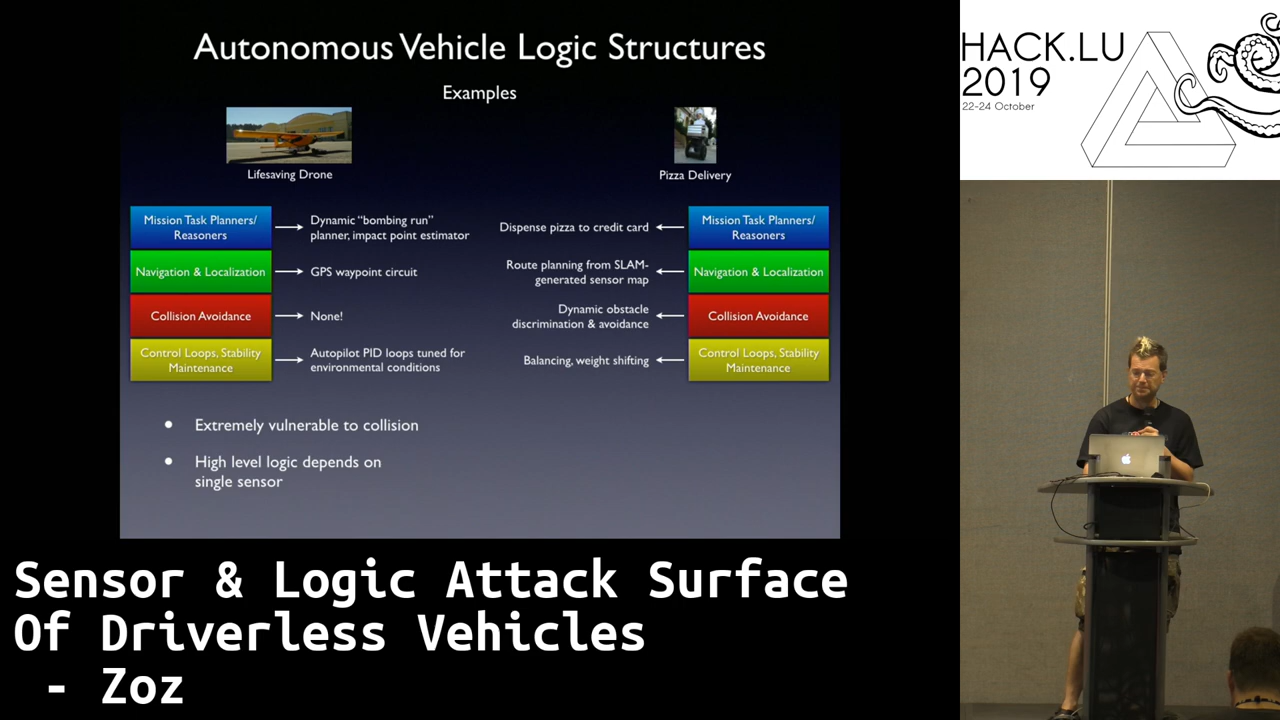 Autonomous Vehicle Logic Structures
Examples
Lifesaving Drone
Pizza Delivery
Mission Task Planners/
Reasoners
Dynamic “bombing run”
planner, impact point estimator
Navigation & Localization
GPS waypoint circuit
Collision Avoidance
None!
Control Loops, Stability
Maintenance
Autopilot PID loops tuned for
environmental conditions
Dispense pizza to credit card
Mission Task Planners/
Reasoners
Route planning from SLAM-
generated sensor map
Navigation & Localization
Dynamic obstacle
discrimination & avoidance
Collision Avoidance
Balancing, weight shifting
Control Loops, Stability
Maintenance
• Extremely vulnerable to collision
• High level logic depends on
single sensor
HACK.LU
2019
22-24 October
Sensor & Logic Attack Surface
Of Driverless Vehicles
- Zoz